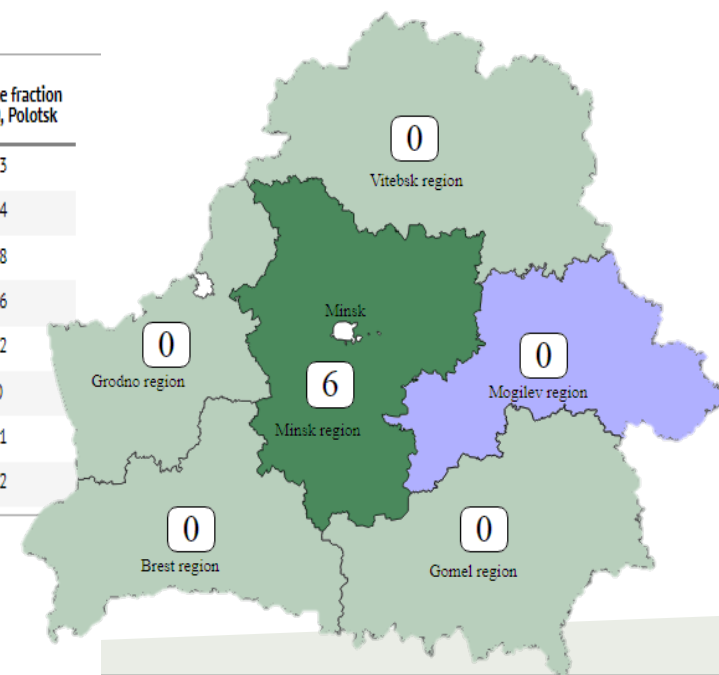 e fraction
, Polotsk
3
4
8
6
2
1
2
0
Vitebsk region
Minsk
0
Grodno region
6
Minsk region
0
Mogilev region
0
Brest region
0
Gomel region